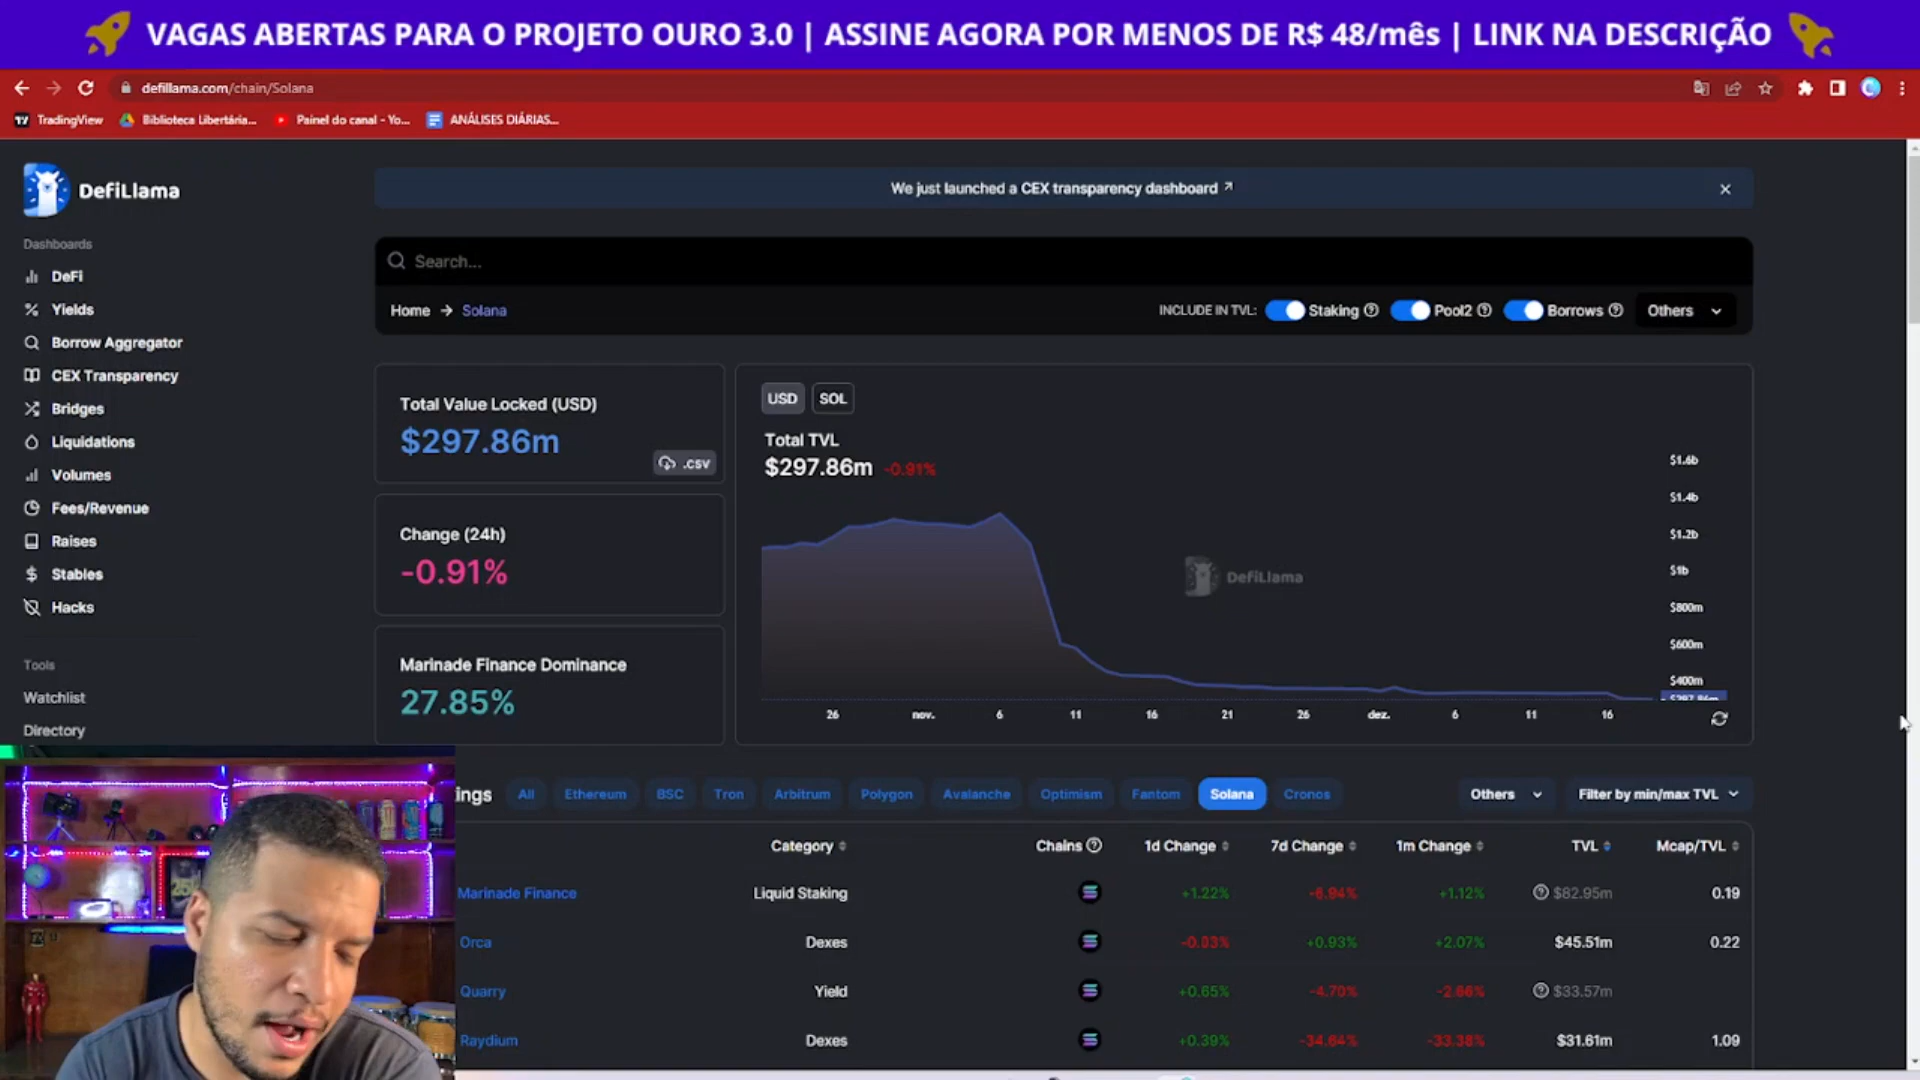 VAGAS ABERTAS PARA O PROJETO OURO 3.0 | ASSINE AGORA POR MENOS DE R$ 48/mês | LINK NA DESCRIÇÃO
defillama.com/chain/Solana
TradingView Biblioteca Libertária... Painel do canal - Yo... ANÁLISES DIÁRIAS...
DefiLlama
We just launched a CEX transparency dashboard
Dashboards
DeFi
Yields
Borrow Aggregator
CEX Transparency
Bridges
Liquidations
Volumes
Fees/Revenue
Raises
Stables
Hacks
Tools
Watchlist
Directory
Search...
Home → Solana
INCLUDE IN TVL: Staking Pool2 Borrows Others
Total Value Locked (USD)
$297.86m
.csv
Change (24h)
-0.91%
Marinade Finance Dominance
27.85%
USD SOL
Total TVL
$297.86m -0.91%
$1.6b
$1.4b
$1.2b
$1b
$800m
$600m
$400m
$297.86m
DefiLlama
26 nov. 6 11 16 21 26 dez. 6 11 16
ings All Ethereum BSC Tron Arbitrum Polygon Avalanche Optimism Fantom Solana Cronos Others Filter by min/max TVL
Category Chains 1d Change 7d Change 1m Change TVL Mcap/TVL
Marinade Finance Liquid Staking +1.22% -6.94% +1.12% $82.95m 0.19
Orca Dexes -0.03% +0.93% +2.07% $45.51m 0.22
Quarry Yield +0.65% -4.70% -2.66% $33.57m
Raydium Dexes +0.39% -34.64% -33.38% $31.61m 1.09